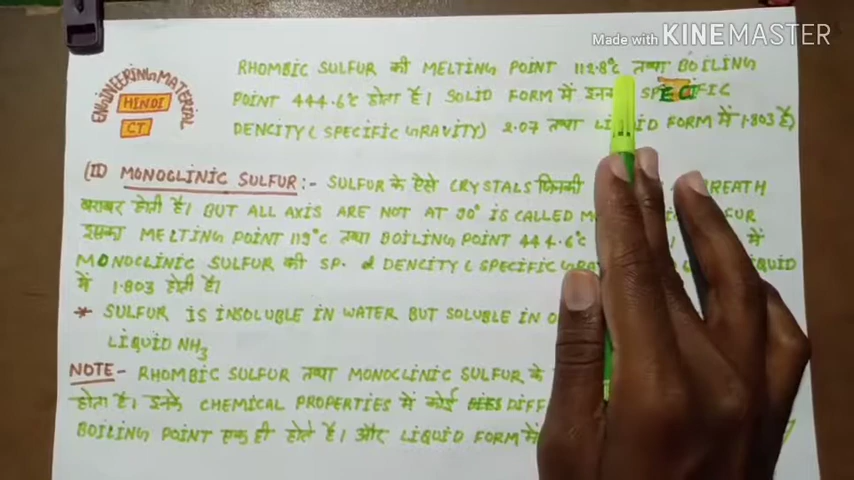 Made with KINEMASTER
ENGINEERING MATERIAL
HINDI
CT
RHOMBIC SULFUR की MELTING POINT 112.8°C तथा BOILING
POINT 444.6°C होता है। SOLID FORM में SPECIFIC
DENCITY ( SPECIFIC GRAVITY) 2.07 तथा LIQUID FORM में 1.803 है)
(II) MONOCLINIC SULFUR :- SULFUR के ऐसे CRYSTALS जिनकी BREATH
बराबर होती है। BUT ALL AXIS ARE NOT AT 90° IS CALLED
इसका MELTING POINT 119°C तथा BOILING POINT 444.6°C में
MONOCLINIC SULFUR की SP. DENCITY ( SPECIFIC LIQUID
में 1.803 होती है।
* SULFUR IS INSOLUBLE IN WATER BUT SOLUBLE IN
LIQUID NH3
NOTE - RHOMBIC SULFUR तथा MONOCLINIC SULFUR के
होता है। इनके CHEMICAL PROPERTIES में कोई DIFF
BOILING POINT एक ही होते है। और LIQUID FORM में